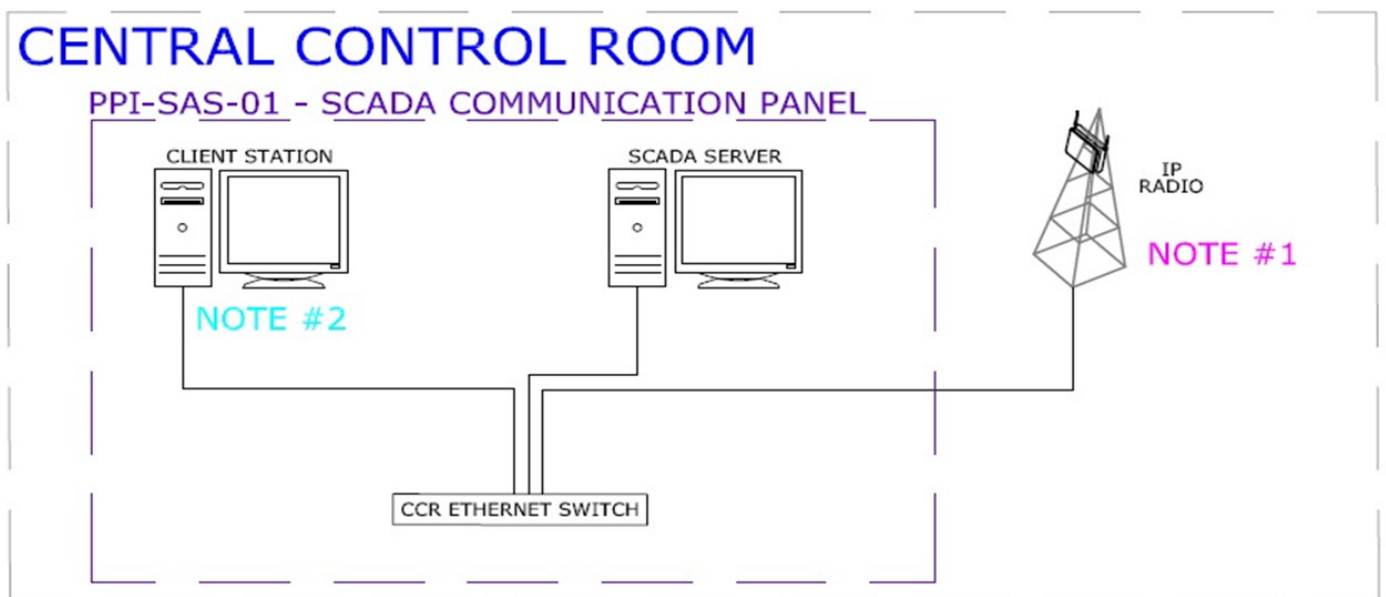 CENTRAL CONTROL ROOM
PPI-SAS-01 - SCADA COMMUNICATION PANEL
CLIENT STATION
SCADA SERVER
IP
RADIO
NOTE #1
NOTE #2
CCR ETHERNET SWITCH